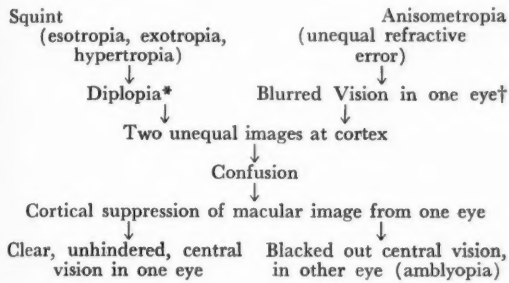 Squint Anisometropia
(esotropia, exotropia, (unequal refractive
hypertropia) error)
↓ ↓
Diplopia* Blurred Vision in one eye†
↓ ↓
Two unequal images at cortex
↓
Confusion
↓
Cortical suppression of macular image from one eye
↓ ↓
Clear, unhindered, central Blacked out central vision,
vision in one eye in other eye (amblyopia)